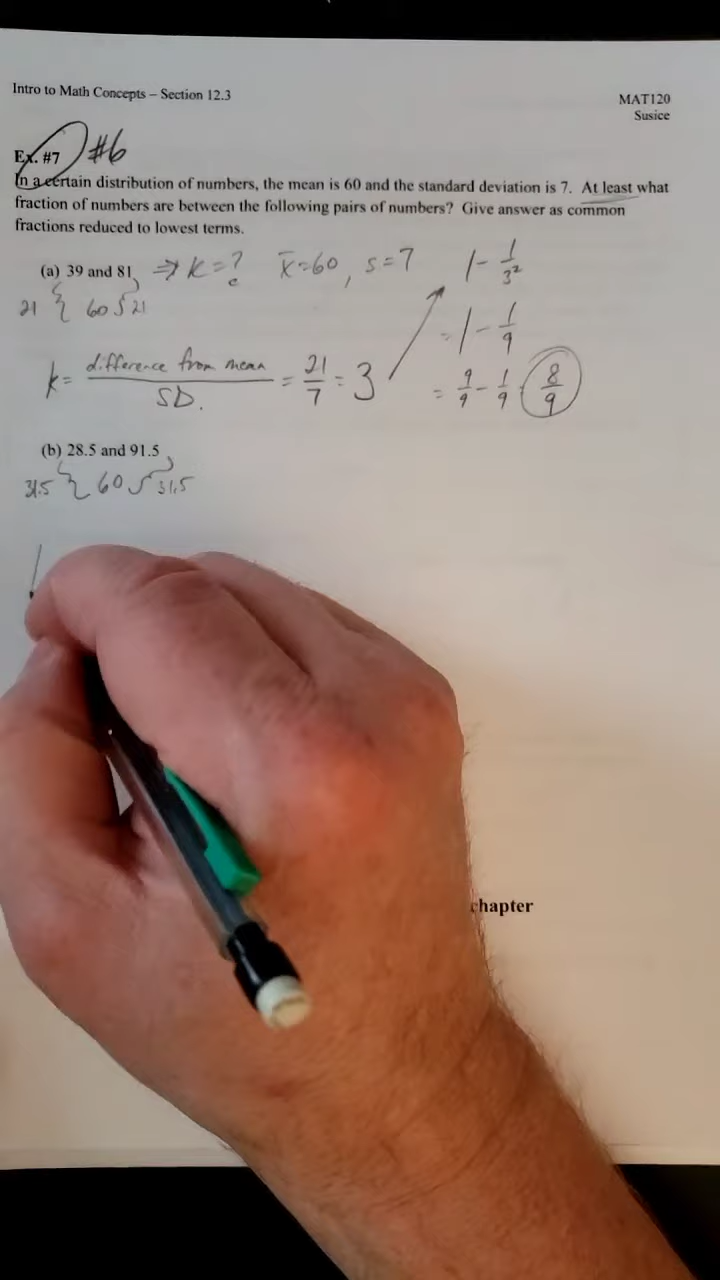 Intro to Math Concepts – Section 12.3
MAT120
Susice
Ex. #7 #6
In a certain distribution of numbers, the mean is 60 and the standard deviation is 7. At least what
fraction of numbers are between the following pairs of numbers? Give answer as common
fractions reduced to lowest terms.
(a) 39 and 81 ⇒ K=? x̄=60, s=7
21 { 60 } 21
1 - 1/3²
= 1 - 1/9
k = difference from mean / SD. = 21/7 = 3
= 9/9 - 1/9 8/9
(b) 28.5 and 91.5
31.5 { 60 } 31.5
chapter